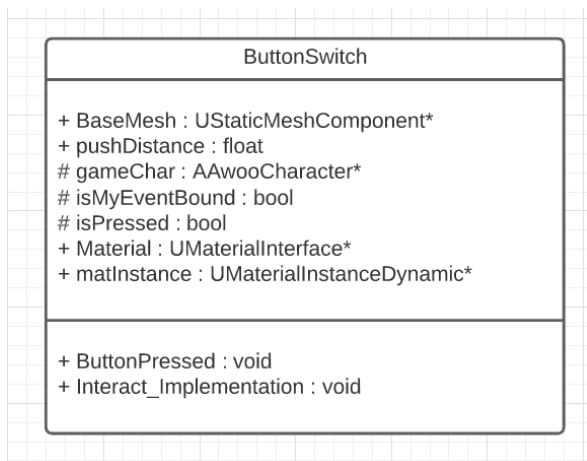 ButtonSwitch
+ BaseMesh : UStaticMeshComponent*
+ pushDistance : float
# gameChar : AAwooCharacter*
# isMyEventBound : bool
# isPressed : bool
+ Material : UMaterialInterface*
+ matInstance : UMaterialInstanceDynamic*
+ ButtonPressed : void
+ Interact_Implementation : void